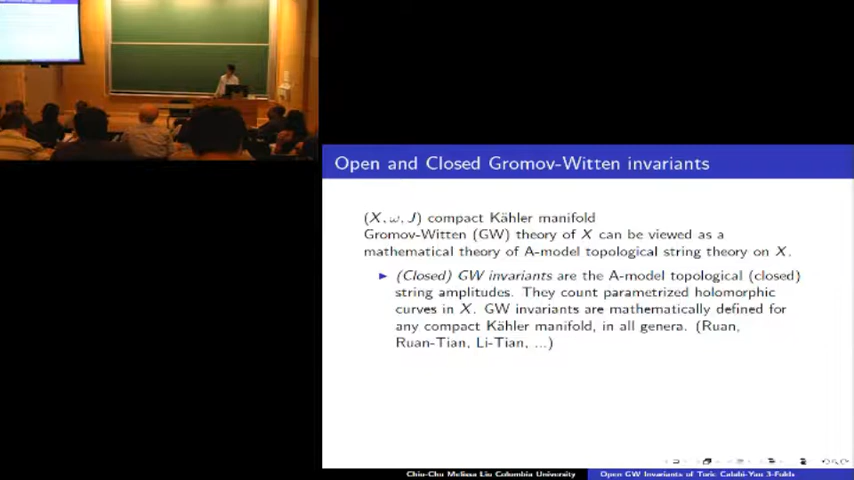 Open and Closed Gromov-Witten invariants
(X, ω, J) compact Kähler manifold
Gromov-Witten (GW) theory of X can be viewed as a
mathematical theory of A-model topological string theory on X.
▶ (Closed) GW invariants are the A-model topological (closed)
string amplitudes. They count parametrized holomorphic
curves in X. GW invariants are mathematically defined for
any compact Kähler manifold, in all genera. (Ruan,
Ruan-Tian, Li-Tian, ...)
Chiu-Chu Melissa Liu Columbia University
Open GW Invariants of Toric Calabi-Yau 3-Folds